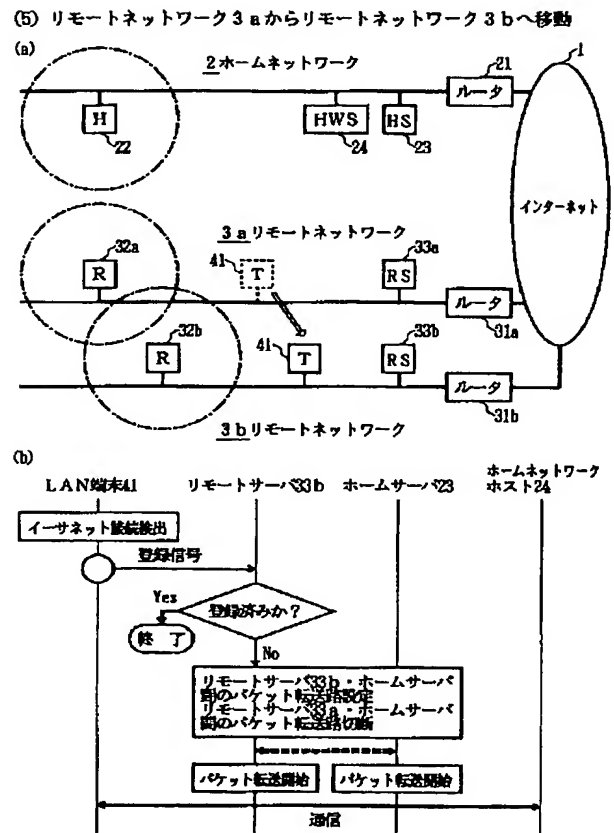 (5) リモートネットワーク3aからリモートネットワーク3bへ移動
(a)
2ホームネットワーク
21
1
ルータ
H
HWS
HS
22
24
23
インターネット
3aリモートネットワーク
32a
41
33a
R
T
RS
ルータ
31a
32b
41
33b
R
T
RS
ルータ
31b
3bリモートネットワーク
(b)
LAN端末41
リモートサーバ33b
ホームサーバ23
ホームネットワーク
ホスト24
イーサネット接続検出
登録信号
Yes
登録済みか?
終了
No
リモートサーバ33b・ホームサーバ
間のパケット転送路設定
リモートサーバ33a・ホームサーバ
間のパケット転送路切断
パケット転送開始
パケット転送開始
通信